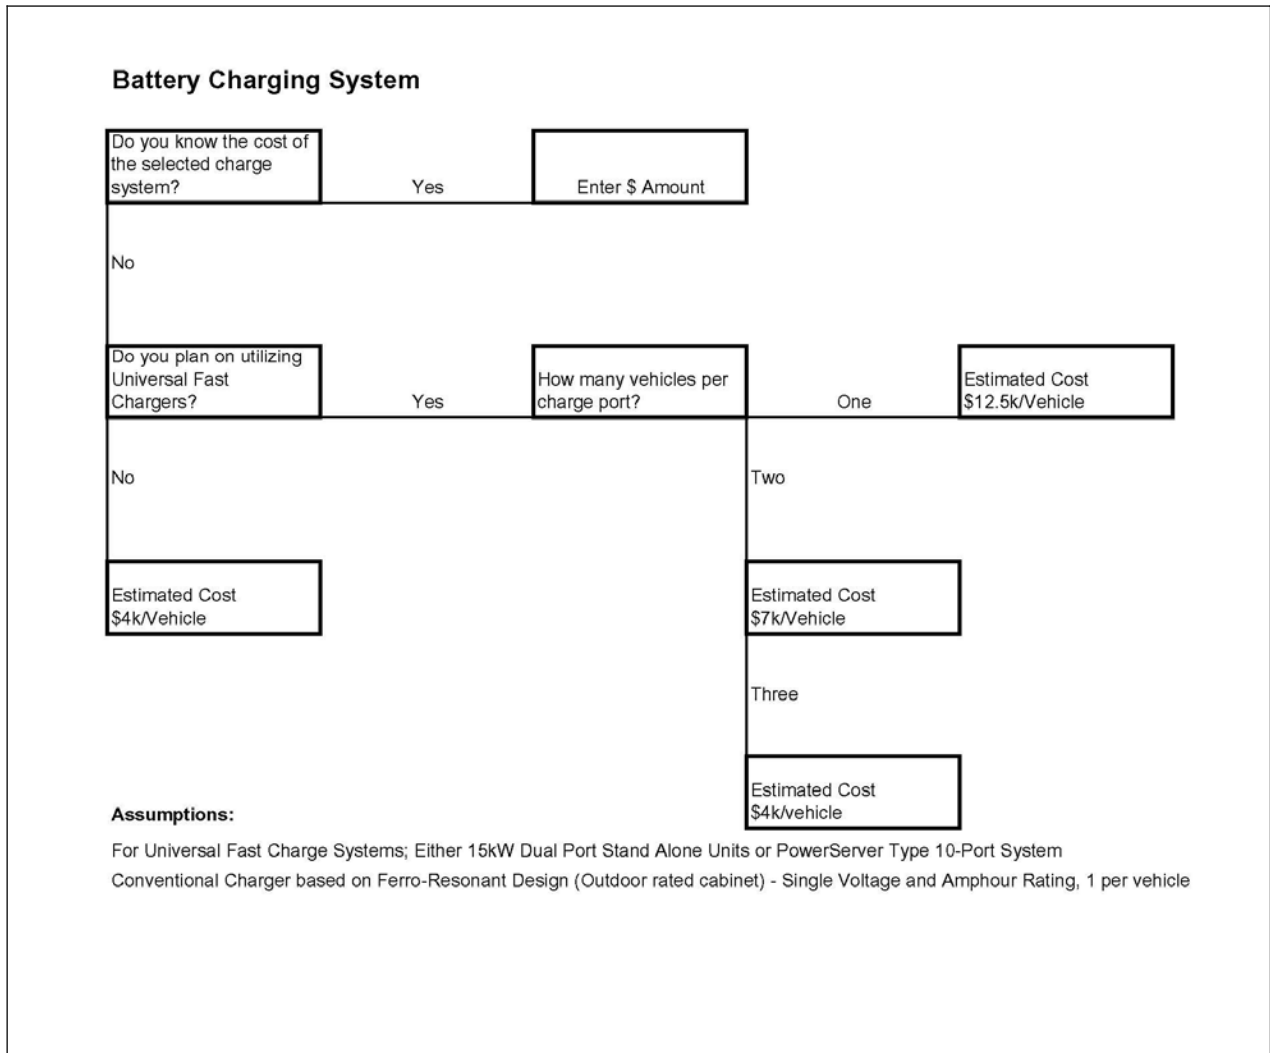 Battery Charging System
Do you know the cost of
the selected charge
system?
Yes
Enter $ Amount
No
Do you plan on utilizing
Universal Fast
Chargers?
Yes
How many vehicles per
charge port?
One
Estimated Cost
$12.5k/Vehicle
No
Two
Estimated Cost
$4k/Vehicle
Estimated Cost
$7k/Vehicle
Three
Estimated Cost
$4k/vehicle
Assumptions:
For Universal Fast Charge Systems; Either 15kW Dual Port Stand Alone Units or PowerServer Type 10-Port System
Conventional Charger based on Ferro-Resonant Design (Outdoor rated cabinet) - Single Voltage and Amphour Rating, 1 per vehicle